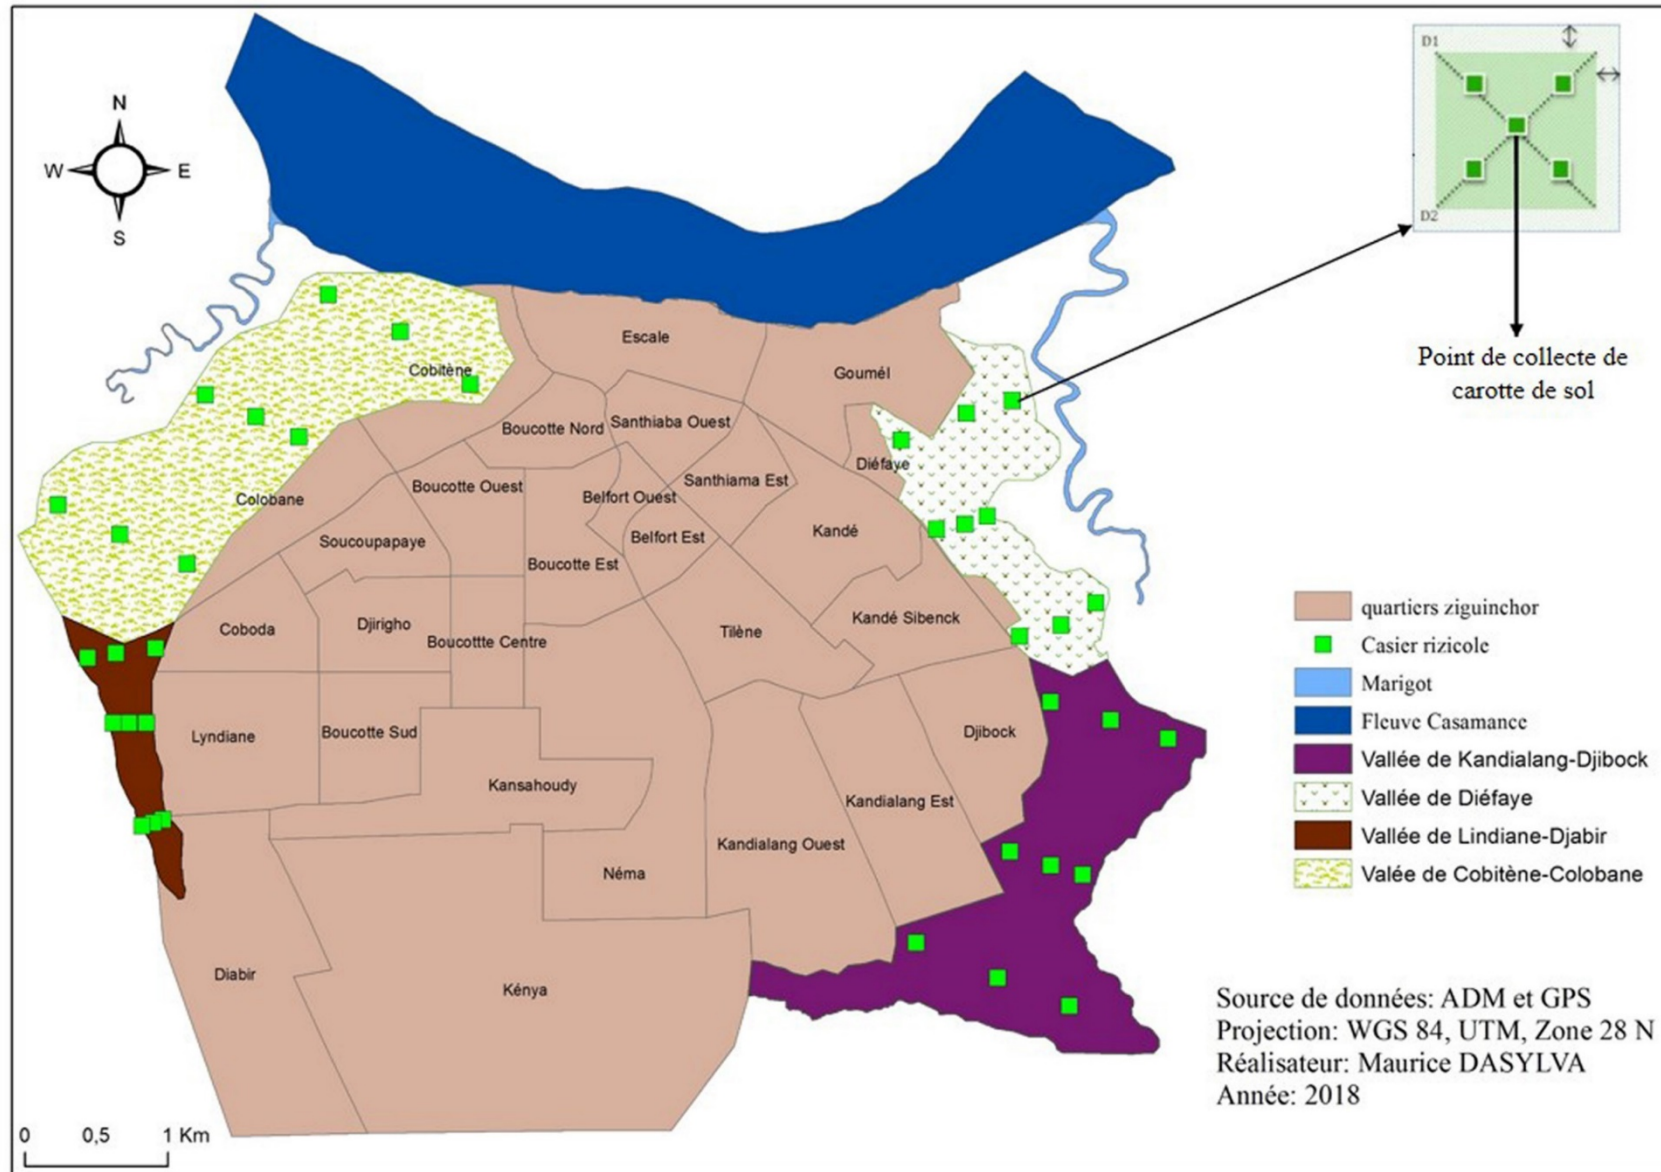 N
W
E
S
D1
D2
Point de collecte de
carotte de sol
Escale
Goumél
Cobitène
Boucotte Nord
Santhiaba Ouest
Diéfaye
Colobane
Boucotte Ouest
Belfort Ouest
Santhiama Est
Soucoupapaye
Boucotte Est
Belfort Est
Kandé
Coboda
Djirigho
Boucottte Centre
Tilène
Kandé Sibenck
Lyndiane
Boucotte Sud
Kansahoudy
Djibock
Kandialang Est
Kandialang Ouest
Néma
Diabir
Kénya
quartiers ziguinchor
Casier rizicole
Marigot
Fleuve Casamance
Vallée de Kandialang-Djibock
Vallée de Diéfaye
Vallée de Lindiane-Djabir
Valée de Cobitène-Colobane
Source de données: ADM et GPS
Projection: WGS 84, UTM, Zone 28 N
Réalisateur: Maurice DASYLVA
Année: 2018
0 0,5 1 Km